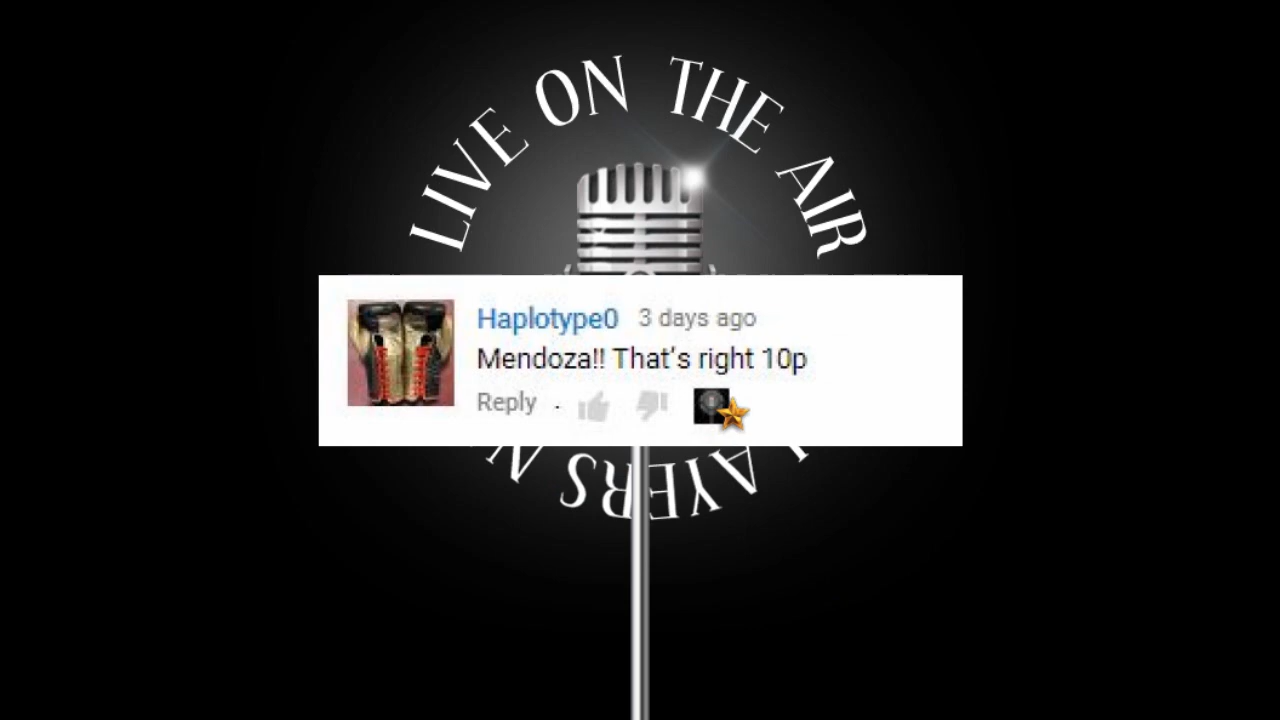 LIVE ON THE AIR
Haplotype0 3 days ago
Mendoza!! That's right 10p
Reply .